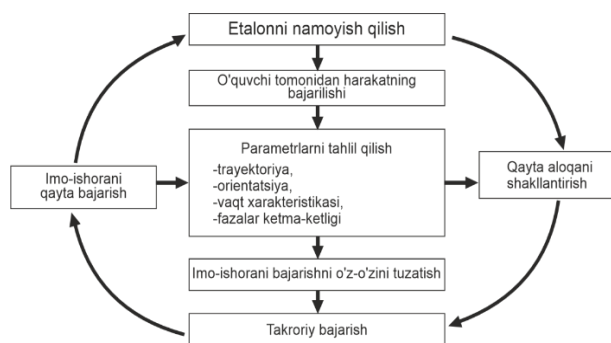 Etalonni namoyish qilish
O'quvchi tomonidan harakatning
bajarilishi
Parametrlarni tahlil qilish
-trayektoriya,
-orientatsiya,
-vaqt xarakteristikasi,
-fazalar ketma-ketligi
Imo-ishorani
qayta bajarish
Qayta aloqani
shakllantirish
Imo-ishorani bajarishni o'z-o'zini tuzatish
Takroriy bajarish